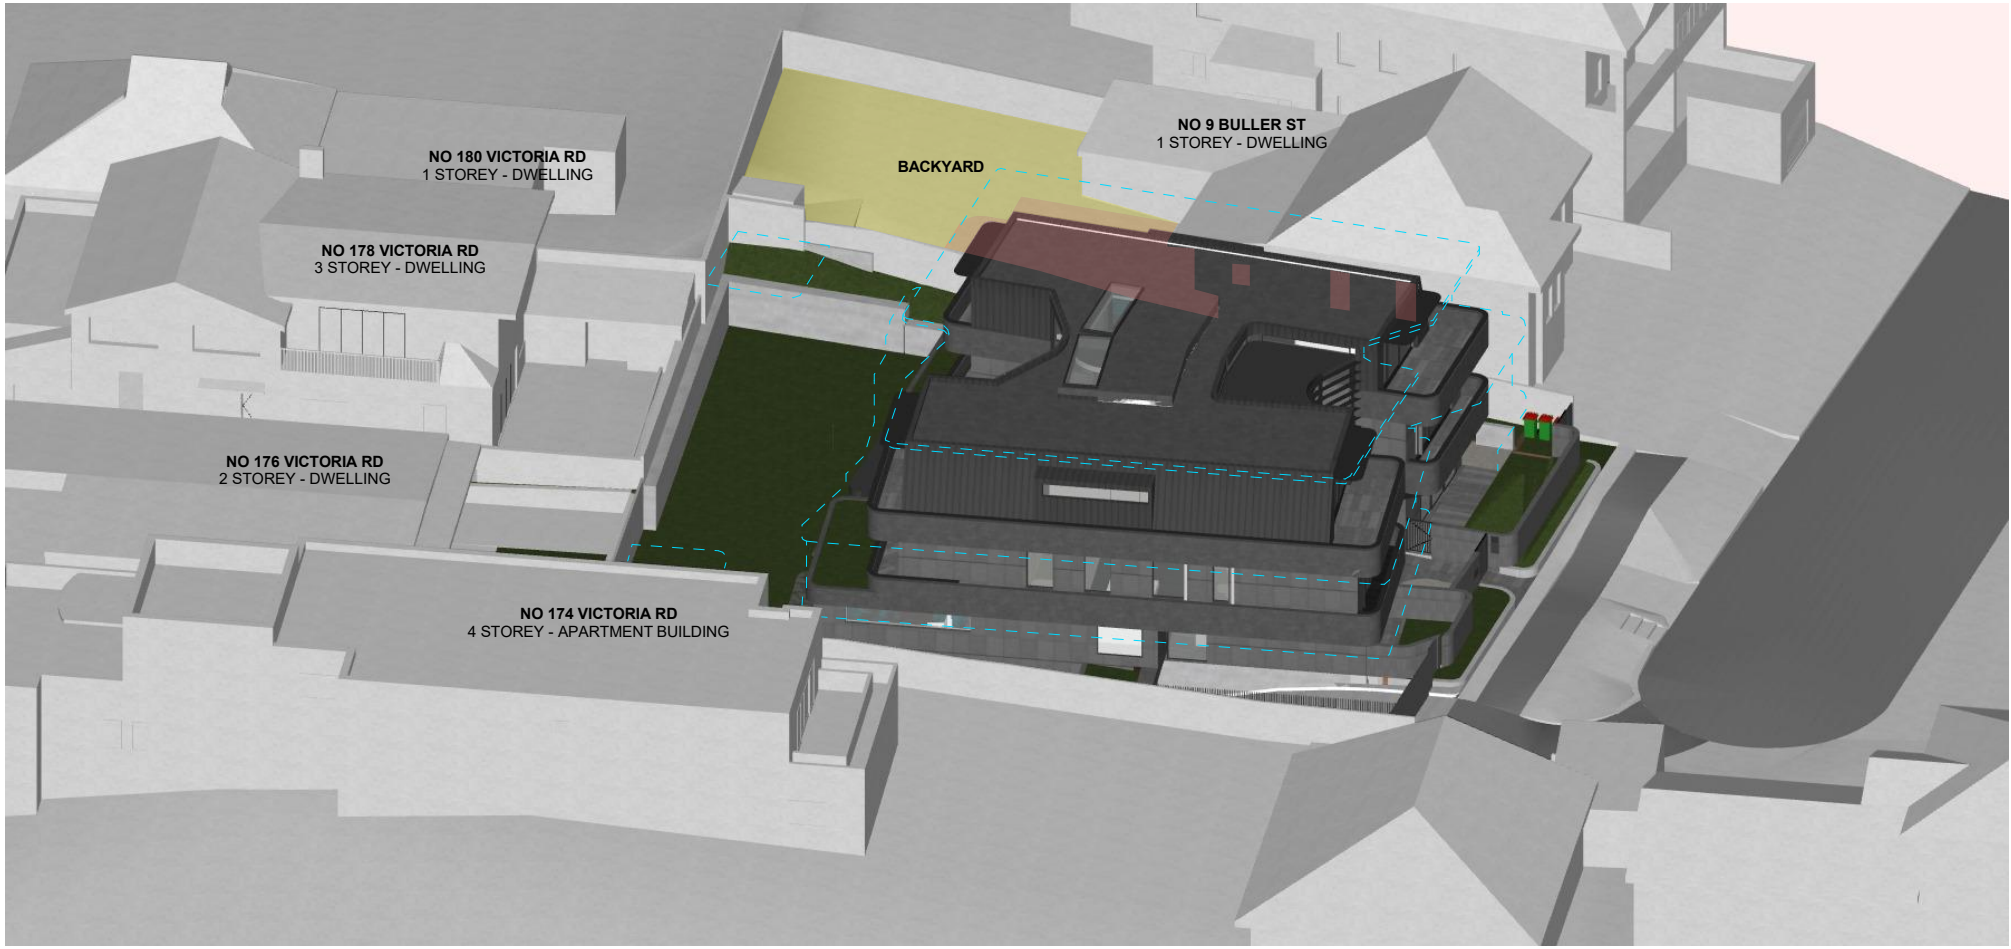 NO 9 BULLER ST
1 STOREY - DWELLING
BACKYARD
NO 180 VICTORIA RD
1 STOREY - DWELLING
NO 178 VICTORIA RD
3 STOREY - DWELLING
NO 176 VICTORIA RD
2 STOREY - DWELLING
NO 174 VICTORIA RD
4 STOREY - APARTMENT BUILDING